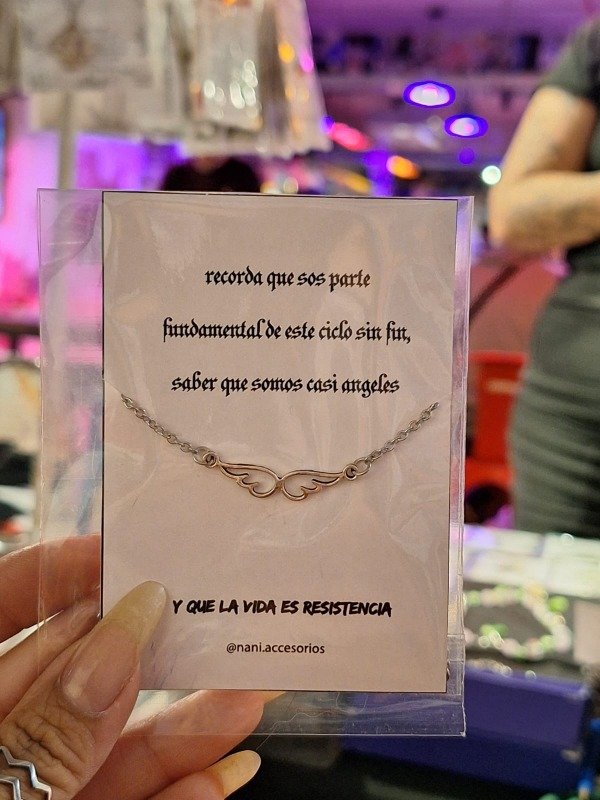 recorda que sos parte
fundamental de este ciclo sin fin,
saber que somos casi angeles
Y QUE LA VIDA ES RESISTENCIA
@nani.accesorios